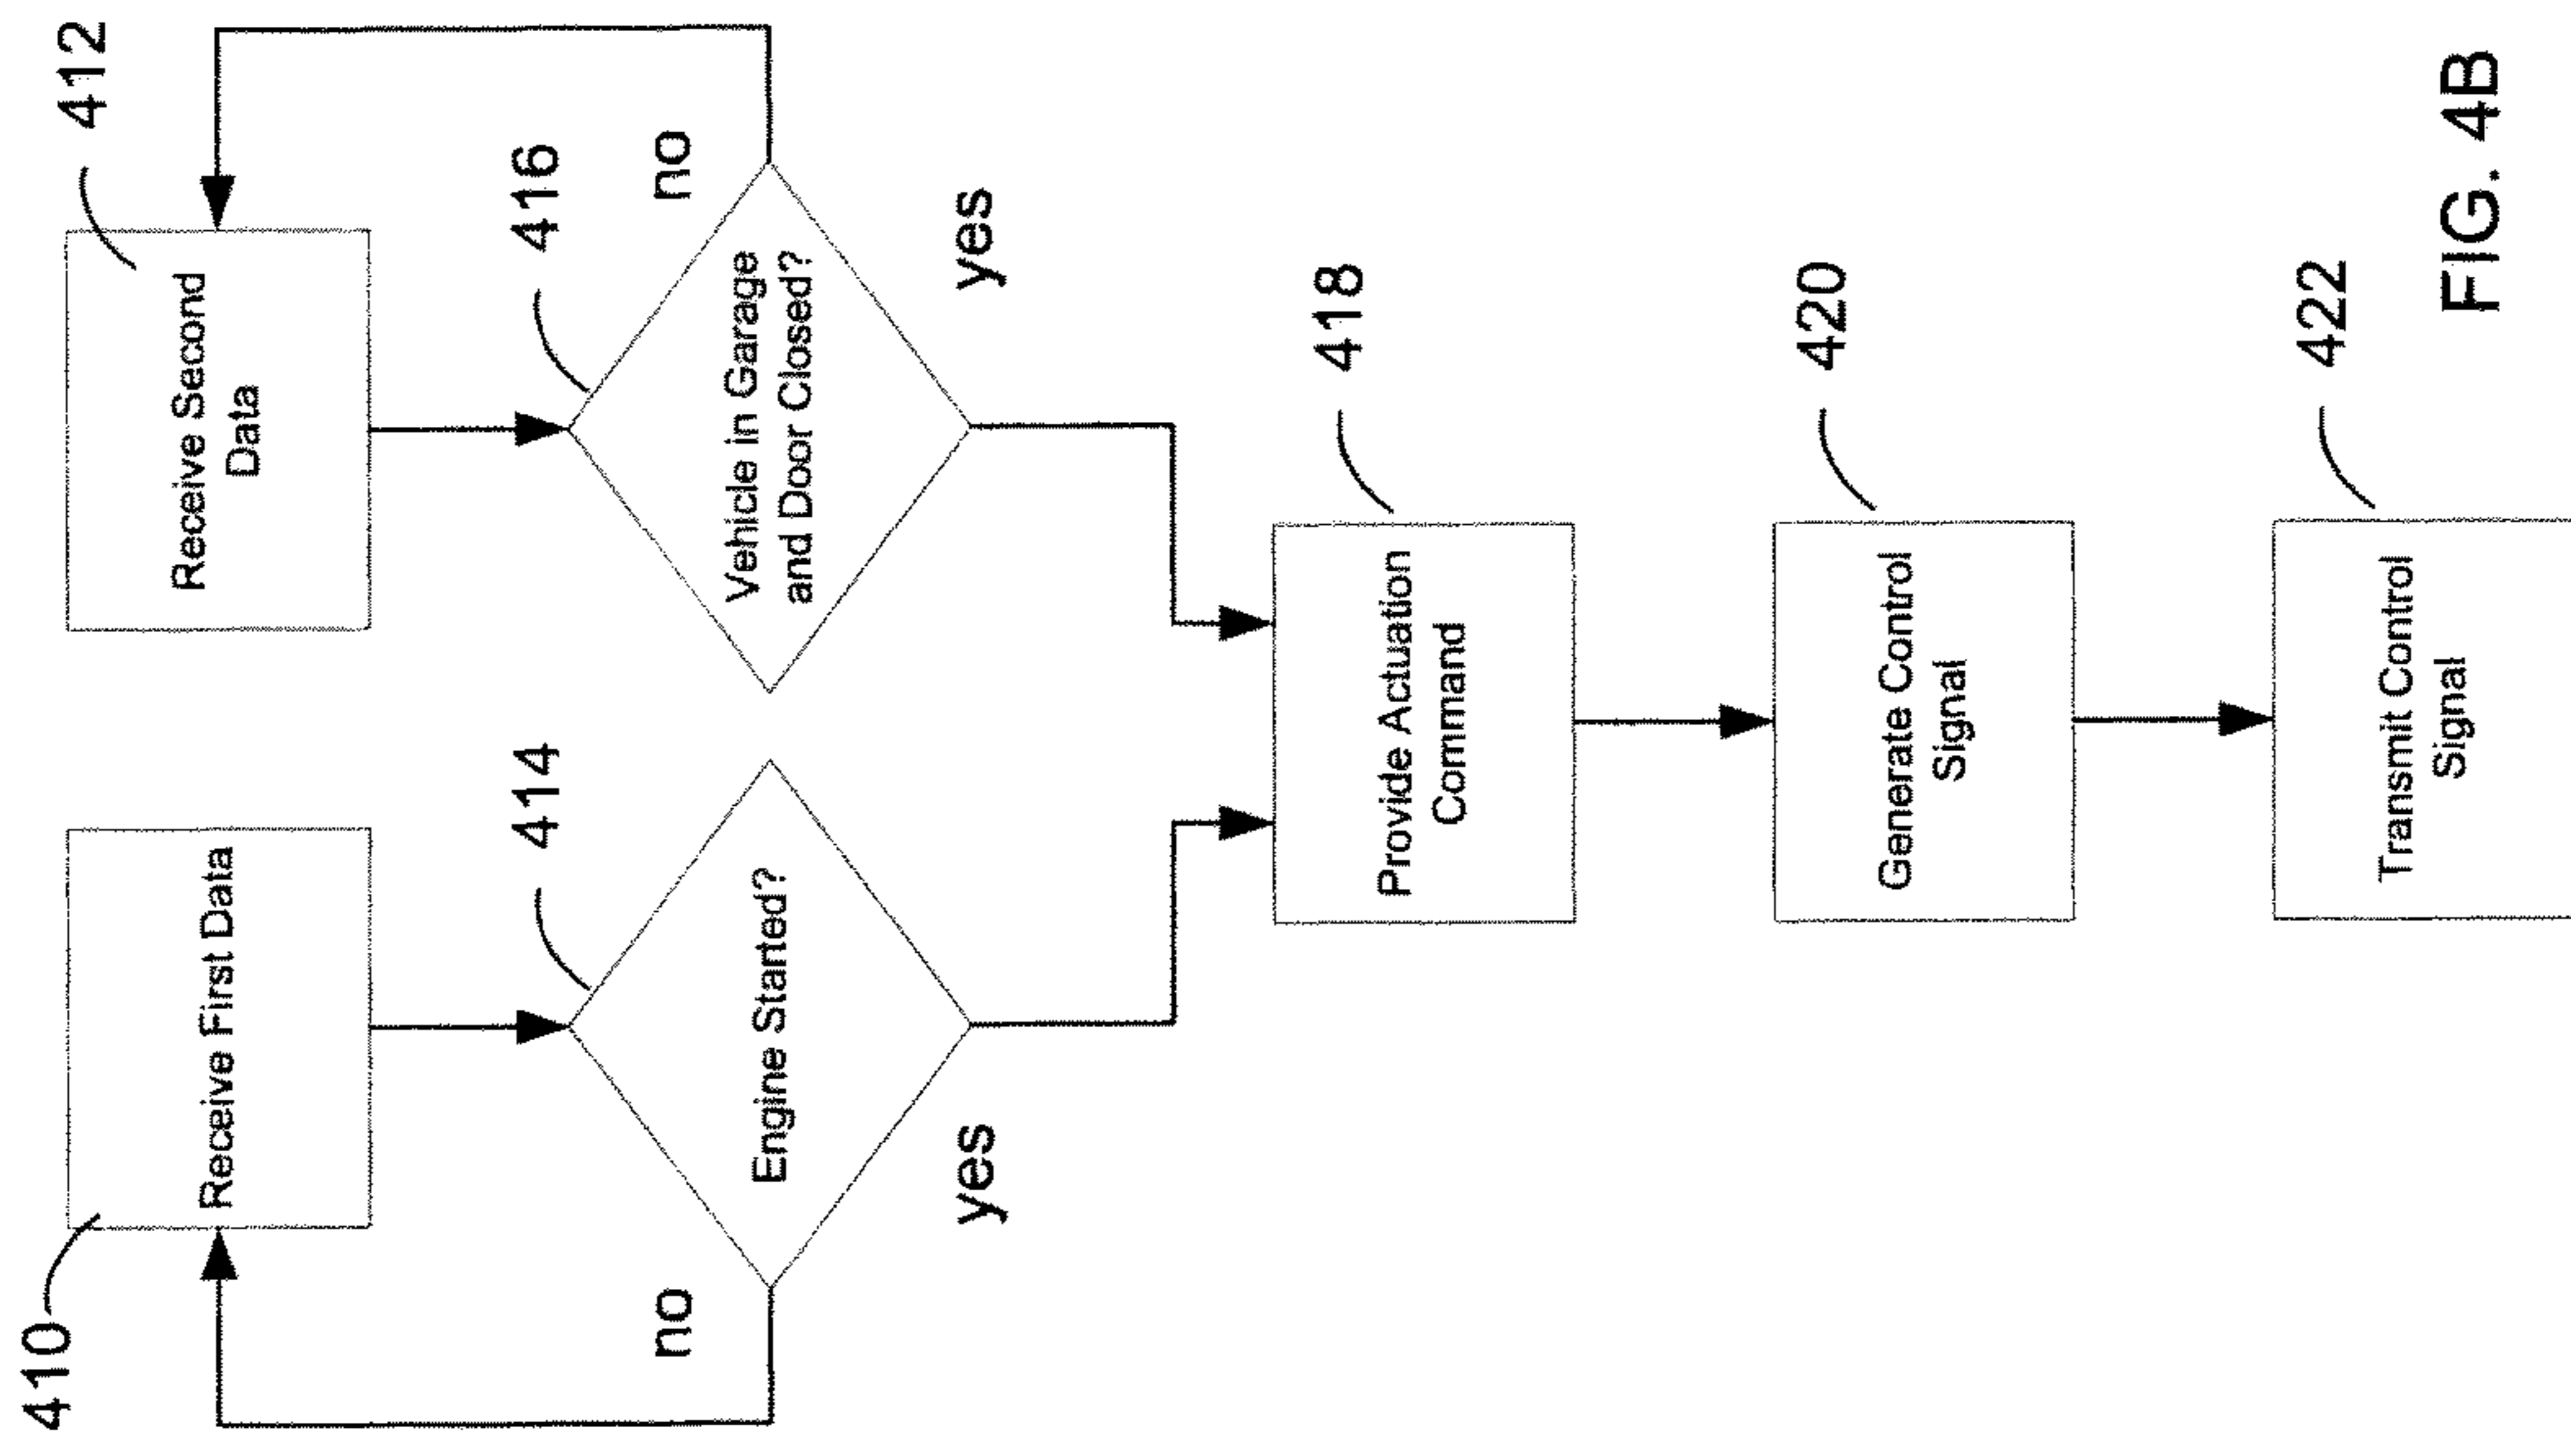 410
Receive First Data
412
Receive Second
Data
414
Engine Started?
no
yes
416
Vehicle in Garage
and Door Closed?
no
yes
418
Provide Actuation
Command
420
Generate Control
Signal
422
Transmit Control
Signal
FIG. 4B